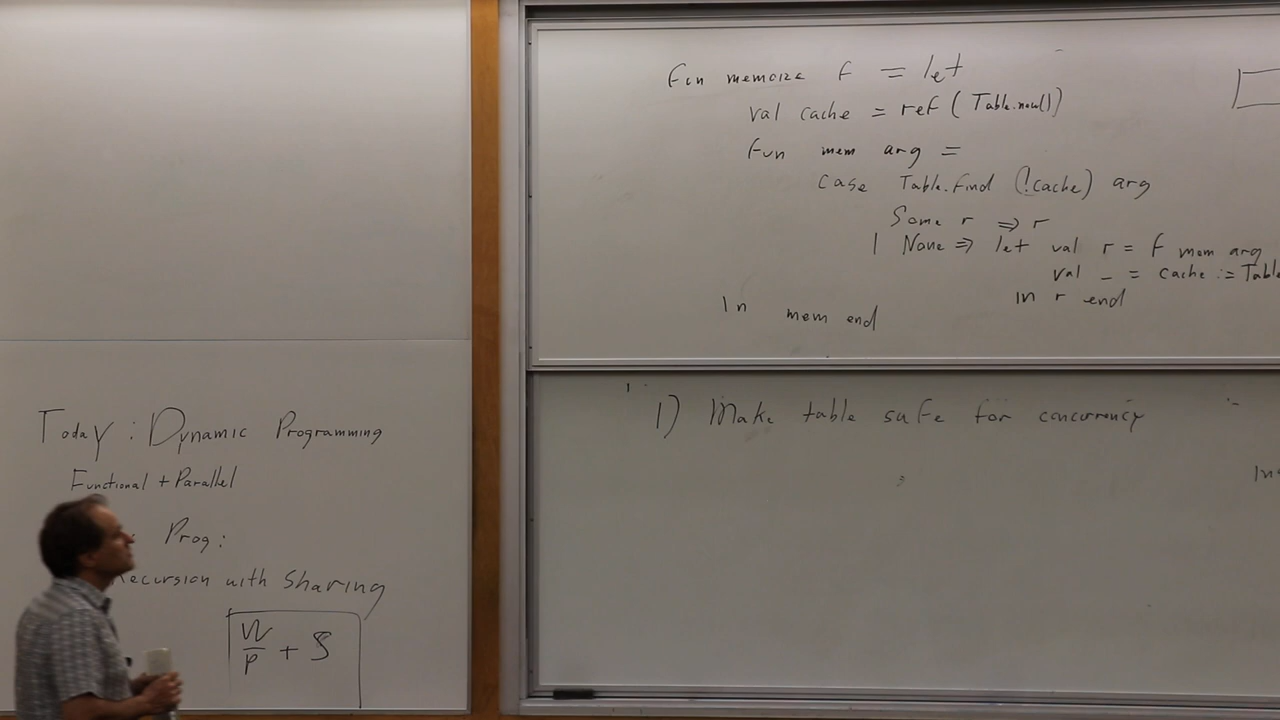 Today : Dynamic Programming
Functional + Parallel
Prog:
Recursion with Sharing
W/P + S
Fun memoize f = let
val cache = ref ( Table.new())
Fun mem arg =
case Table.find (!cache) arg
Some r ⇒ r
| None ⇒ let val r = f mem arg
val _ = cache := Table
in r end
In mem end
1) Make table safe for concurrency